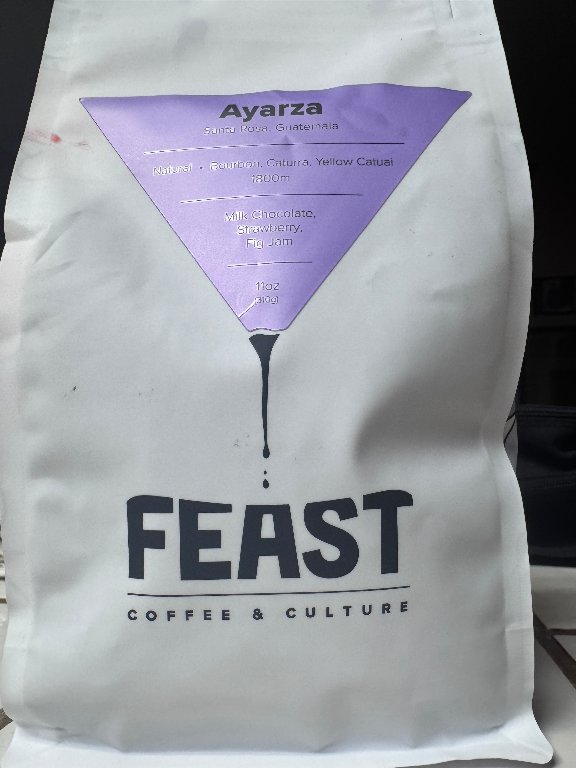 Ayarza
Santa Rosa, Guatemala
Natural • Bourbon, Caturra, Yellow Catuai
1800m
Milk Chocolate,
Strawberry,
Fig Jam
11oz
(310g)
FEAST
COFFEE & CULTURE